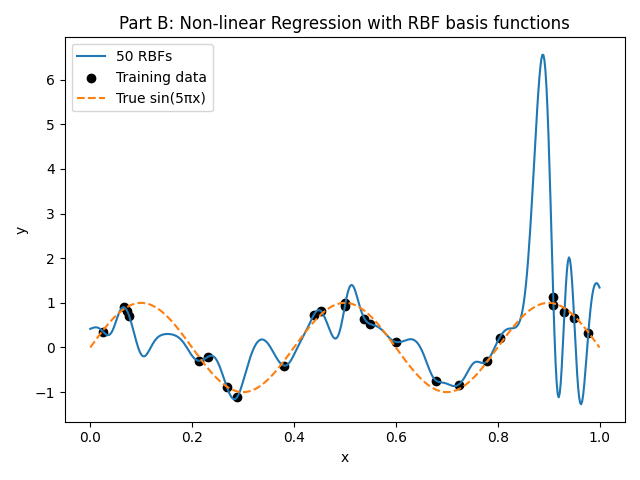 Part B: Non-linear Regression with RBF basis functions
50 RBFs
Training data
True sin(5πx)
y
6
5
4
3
2
1
0
−1
0.0 0.2 0.4 0.6 0.8 1.0
x